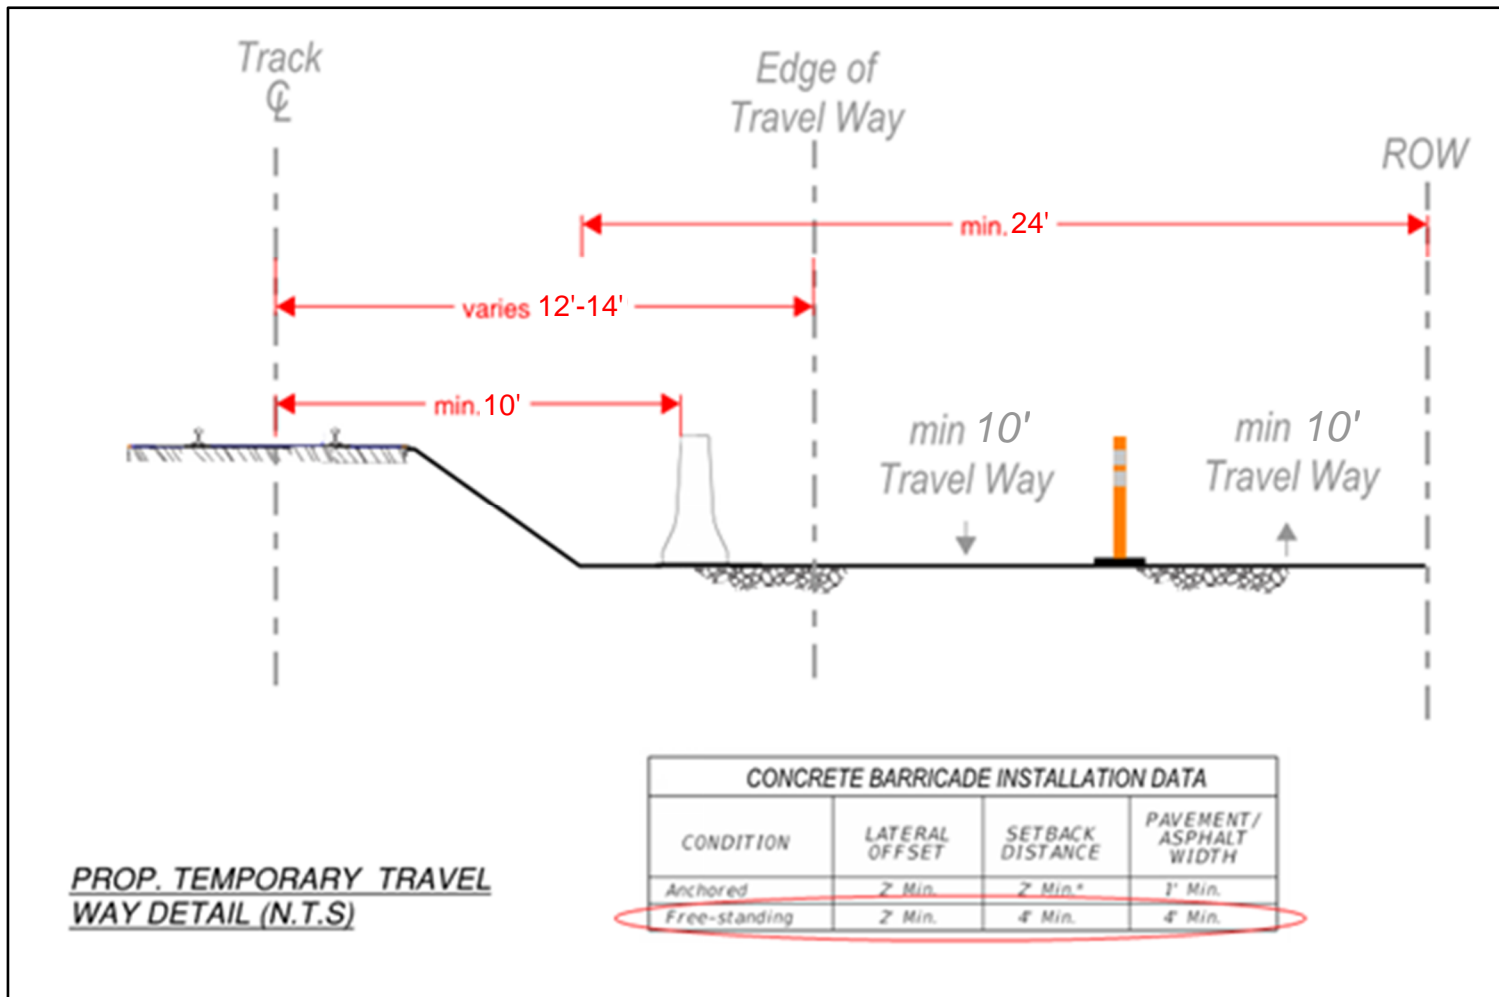 Track
℄
Edge of
Travel Way
ROW
min. 24'
varies 12'-14'
min. 10'
min 10'
Travel Way
min 10'
Travel Way
CONCRETE BARRICADE INSTALLATION DATA
CONDITION LATERAL OFFSET SETBACK DISTANCE PAVEMENT/ ASPHALT WIDTH
Anchored 2' Min. 2' Min.* 1' Min.
Free-standing 2' Min. 4' Min. 4' Min.
PROP. TEMPORARY TRAVEL
WAY DETAIL (N.T.S)